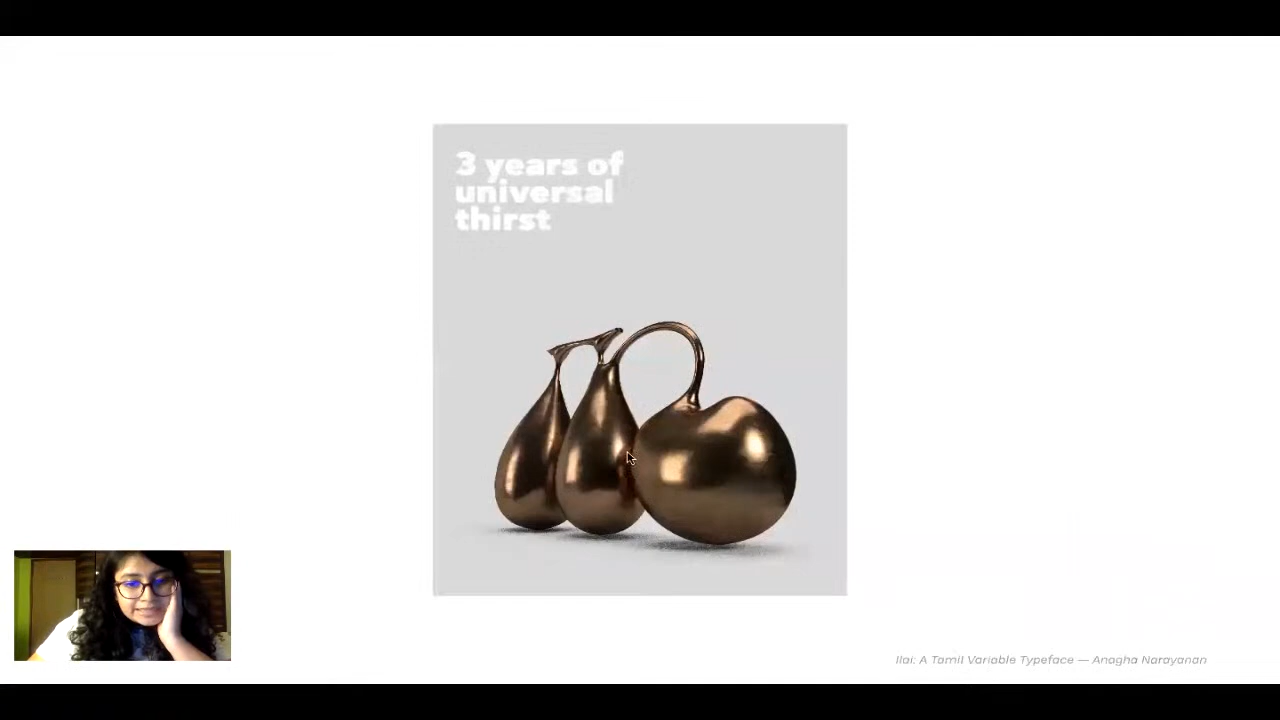 3 years of
universal
thirst
Ilai: A Tamil Variable Typeface — Anagha Narayanan